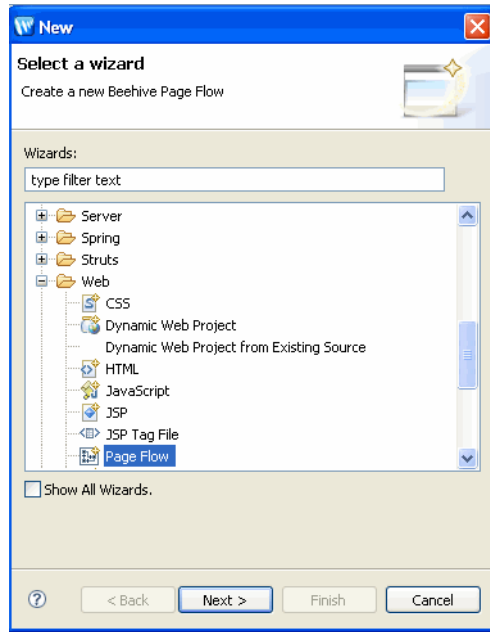 New
Select a wizard
Create a new Beehive Page Flow
Wizards:
type filter text
Server
Spring
Struts
Web
CSS
Dynamic Web Project
Dynamic Web Project from Existing Source
HTML
JavaScript
JSP
JSP Tag File
Page Flow
Show All Wizards.
< Back Next > Finish Cancel